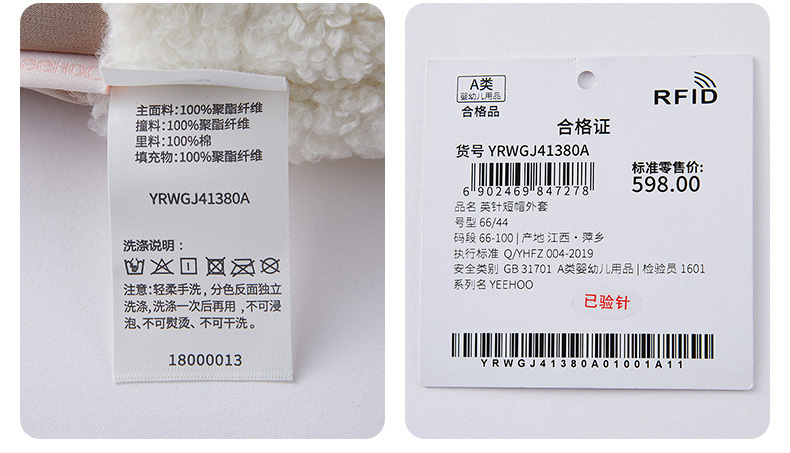 YEEHOO
主面料:100%聚酯纤维
撞料:100%聚酯纤维
里料:100%棉
填充物:100%聚酯纤维
YRWGJ41380A
洗涤说明：
注意：轻柔手洗，分色反面独立
洗涤,洗涤一次后再用,不可浸
泡、不可熨烫、不可干洗。
18000013
A类
婴幼儿用品
合格品
RFID
合格证
货号 YRWGJ41380A
6 902469 847278
标准零售价:
598.00
品名 英针短帽外套
号型 66/44
码段 66-100 | 产地 江西·萍乡
执行标准 Q/YHFZ 004-2019
安全类别 GB 31701 A类婴幼儿用品 | 检验员 1601
系列名 YEEHOO
已验针
YRWGJ41380A01001A11